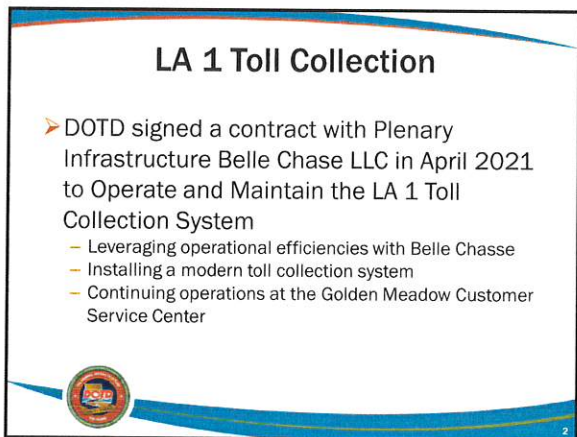 LA 1 Toll Collection
➢DOTD signed a contract with Plenary
Infrastructure Belle Chase LLC in April 2021
to Operate and Maintain the LA 1 Toll
Collection System
– Leveraging operational efficiencies with Belle Chasse
– Installing a modern toll collection system
– Continuing operations at the Golden Meadow Customer
Service Center
DOTD
2